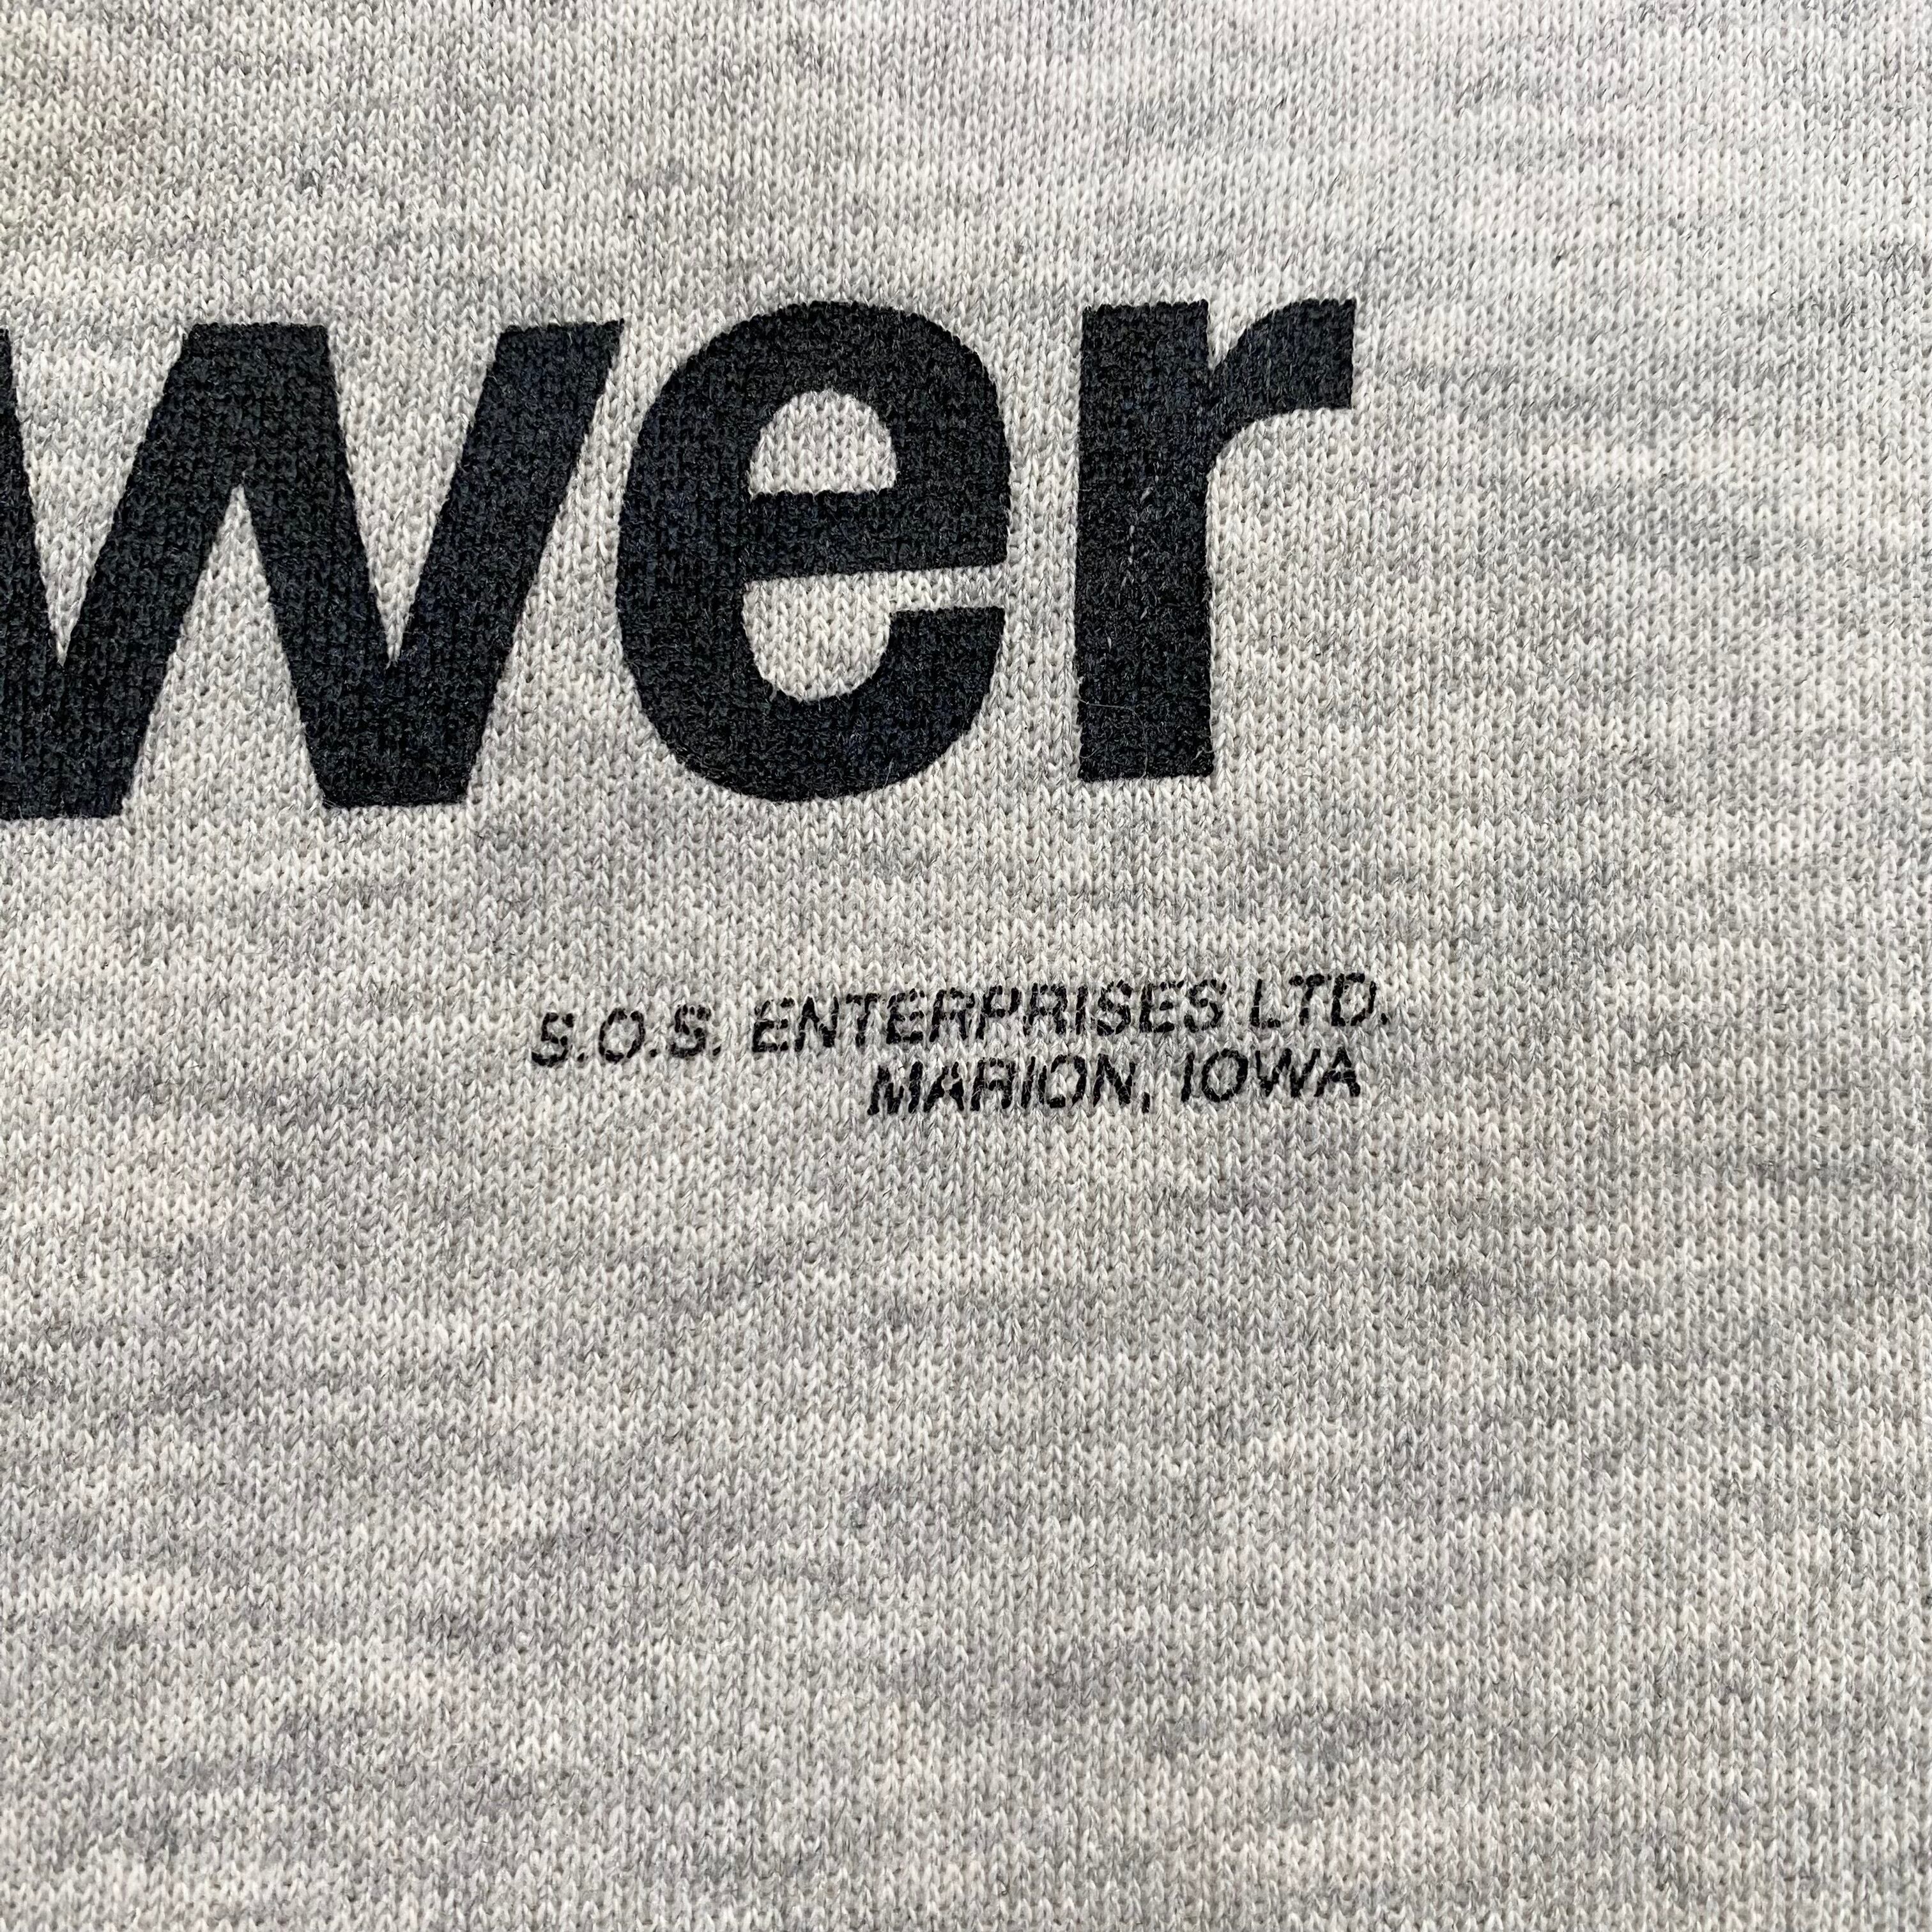 wer
S.O.S. ENTERPRISES LTD.
MARION, IOWA